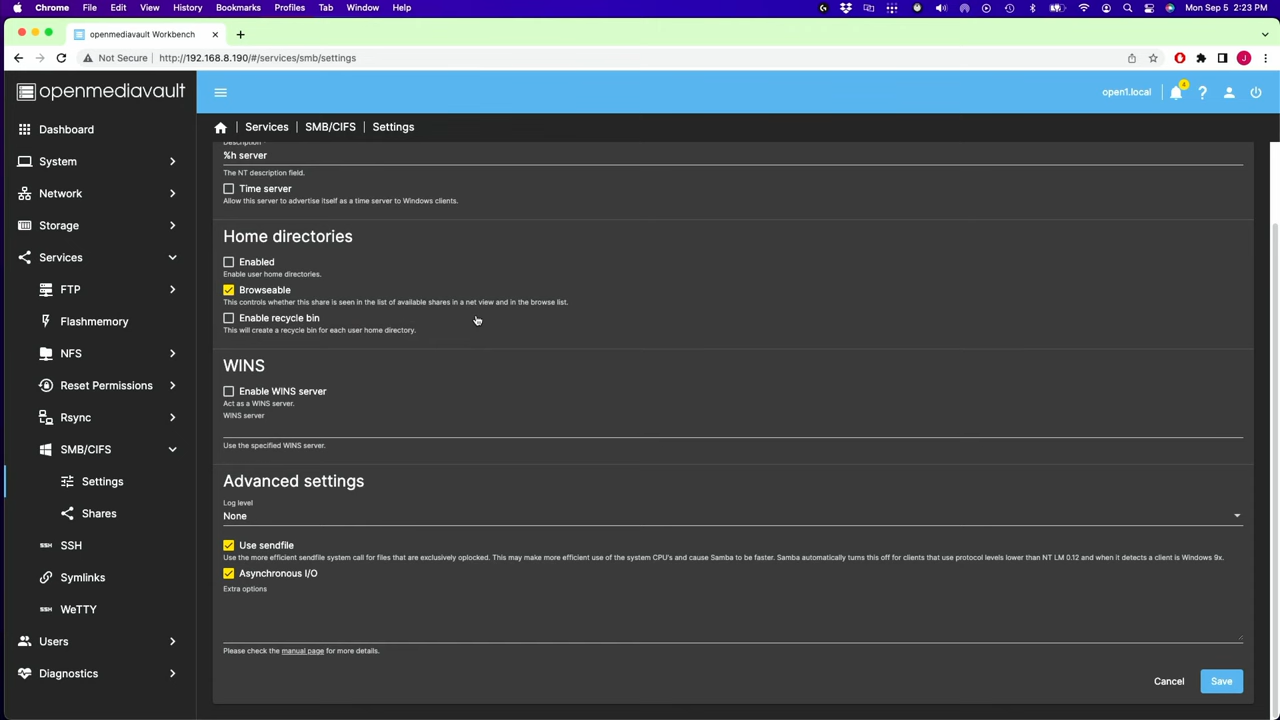 Chrome File Edit View History Bookmarks Profiles Tab Window Help Mon Sep 5 2:23 PM
openmediavault Workbench
Not Secure http://192.168.8.190/#/services/smb/settings
J
openmediavault
open1.local 4
Services SMB/CIFS Settings
Dashboard
System
Network
Storage
Services
FTP
Flashmemory
NFS
Reset Permissions
Rsync
SMB/CIFS
Settings
Shares
SSH SSH
Symlinks
SSH WeTTY
Users
Diagnostics
Description *
%h server
The NT description field.
Time server
Allow this server to advertise itself as a time server to Windows clients.
Home directories
Enabled
Enable user home directories.
Browseable
This controls whether this share is seen in the list of available shares in a net view and in the browse list.
Enable recycle bin
This will create a recycle bin for each user home directory.
WINS
Enable WINS server
Act as a WINS server.
WINS server
Use the specified WINS server.
Advanced settings
Log level
None
Use sendfile
Use the more efficient sendfile system call for files that are exclusively oplocked. This may make more efficient use of the system CPU's and cause Samba to be faster. Samba automatically turns this off for clients that use protocol levels lower than NT LM 0.12 and when it detects a client is Windows 9x.
Asynchronous I/O
Extra options
Please check the manual page for more details.
Cancel Save